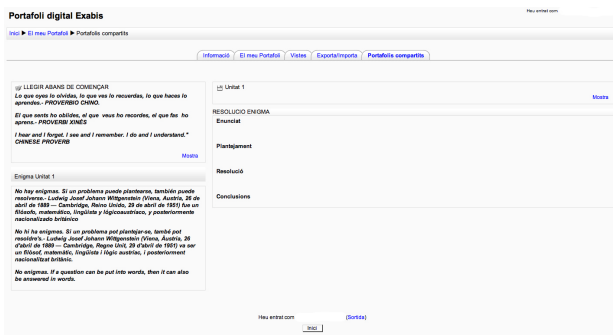 Heu entrat com
Portafoli digital Exabis
Inici ► El meu Portafoli ► Portafolis compartits
Informació
El meu Portafoli
Vistes
Exporta/Importa
Portafolis compartits
LLEGIR ABANS DE COMENÇAR
Lo que oyes lo olvidas, lo que ves lo recuerdas, lo que haces lo
aprendes.- PROVERBIO CHINO.
El que sents ho oblides, el que veus ho recordes, el que fas ho
aprens.- PROVERBI XINÈS
I hear and I forget. I see and I remember. I do and I understand."
CHINESE PROVERB
Mostra
Enigma Unitat 1
No hay enigmas. Si un problema puede plantearse, también puede
resolverse.- Ludwig Josef Johann Wittgenstein (Viena, Austria, 26 de
abril de 1889 — Cambridge, Reino Unido, 29 de abril de 1951) fue un
filósofo, matemático, lingüista y lógicoaustríaco, y posteriormente
nacionalizado británico
No hi ha enigmes. Si un problema pot plantejar-se, també pot
resoldre's.- Ludwig Josef Johann Wittgenstein (Viena, Àustria, 26
d'abril de 1889 — Cambridge, Regne Unit, 29 d'abril de 1951) va ser
un filòsof, matemàtic, lingüista i lògic austríac, i posteriorment
nacionalitzat britànic.
No enigmas. If a question can be put into words, then it can also
be answered in words.
Unitat 1
Mostra
RESOLUCIO ENIGMA
Enunciat
Plantejament
Resolució
Conclusions
Heu entrat com (Sortida)
Inici